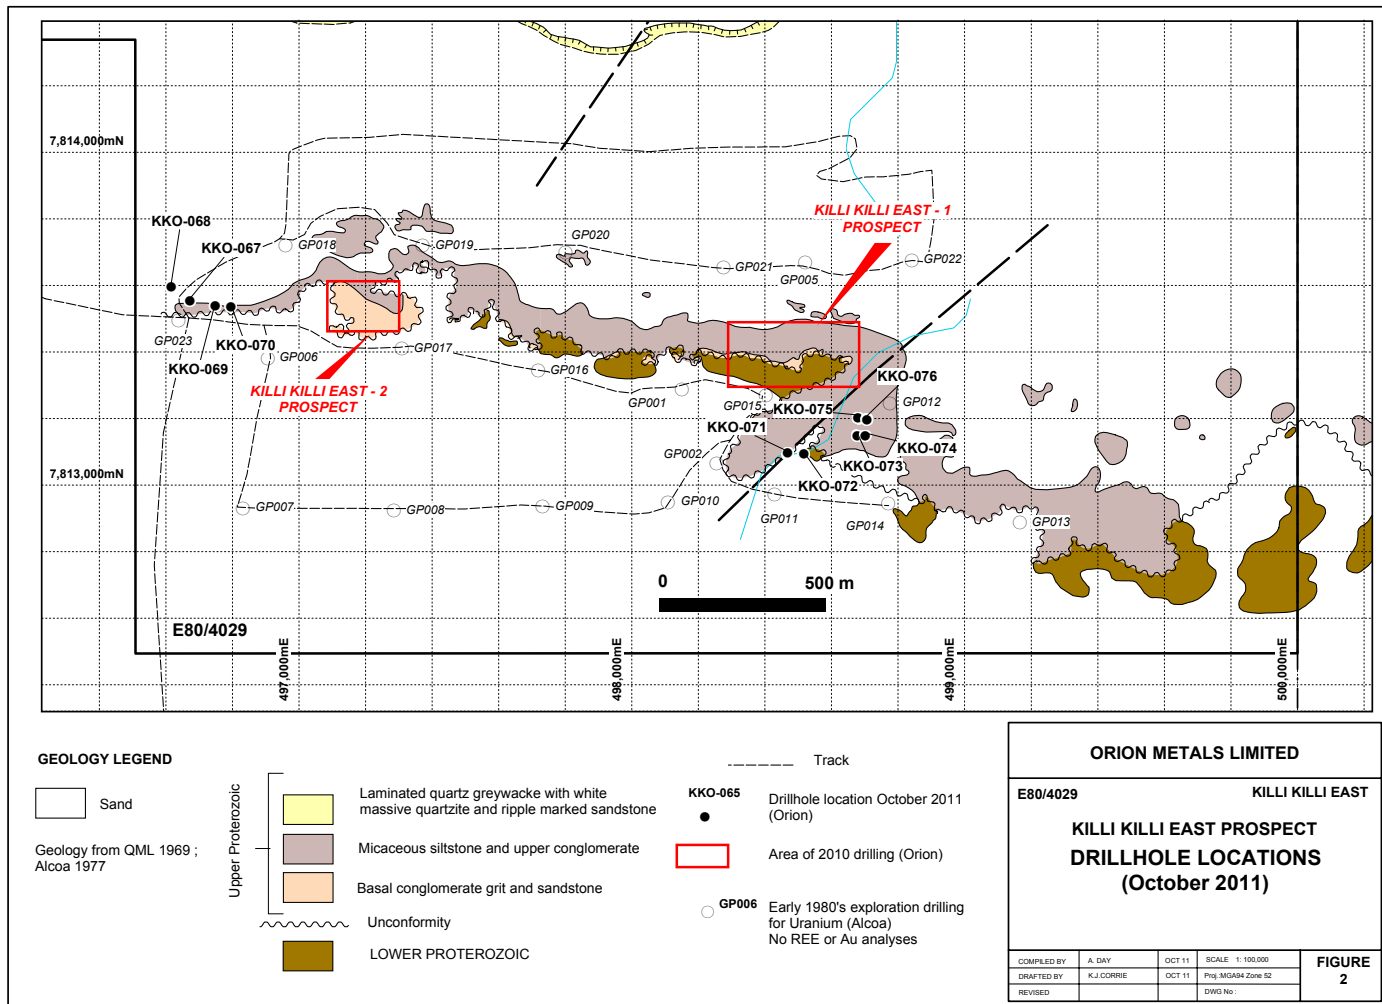 7,814,000mN
KILLI KILLI EAST - 1
PROSPECT
KKO-068
KKO-067
GP018
GP019
GP020
GP021
GP005
GP022
GP023
KKO-070
GP006
KKO-069
GP017
GP016
KILLI KILLI EAST - 2
PROSPECT
GP001
GP015
KKO-076
KKO-075
GP012
KKO-071
KKO-074
GP002
KKO-073
7,813,000mN
KKO-072
GP007
GP008
GP009
GP010
GP011
GP014
GP013
0
500 m
E80/4029
497,000mE
498,000mE
499,000mE
500,000mE
GEOLOGY LEGEND
Sand
Geology from QML 1969 ;
Alcoa 1977
Upper Proterozoic
Laminated quartz greywacke with white
massive quartzite and ripple marked sandstone
Micaceous siltstone and upper conglomerate
Basal conglomerate grit and sandstone
Unconformity
LOWER PROTEROZOIC
Track
KKO-065
Drillhole location October 2011
(Orion)
Area of 2010 drilling (Orion)
GP006
Early 1980's exploration drilling
for Uranium (Alcoa)
No REE or Au analyses
ORION METALS LIMITED
E80/4029
KILLI KILLI EAST
KILLI KILLI EAST PROSPECT
DRILLHOLE LOCATIONS
(October 2011)
COMPILED BY A. DAY OCT 11 SCALE 1: 100,000
DRAFTED BY K.J.CORRIE OCT 11 Proj.:MGA94 Zone 52
REVISED DWG No :
FIGURE
2